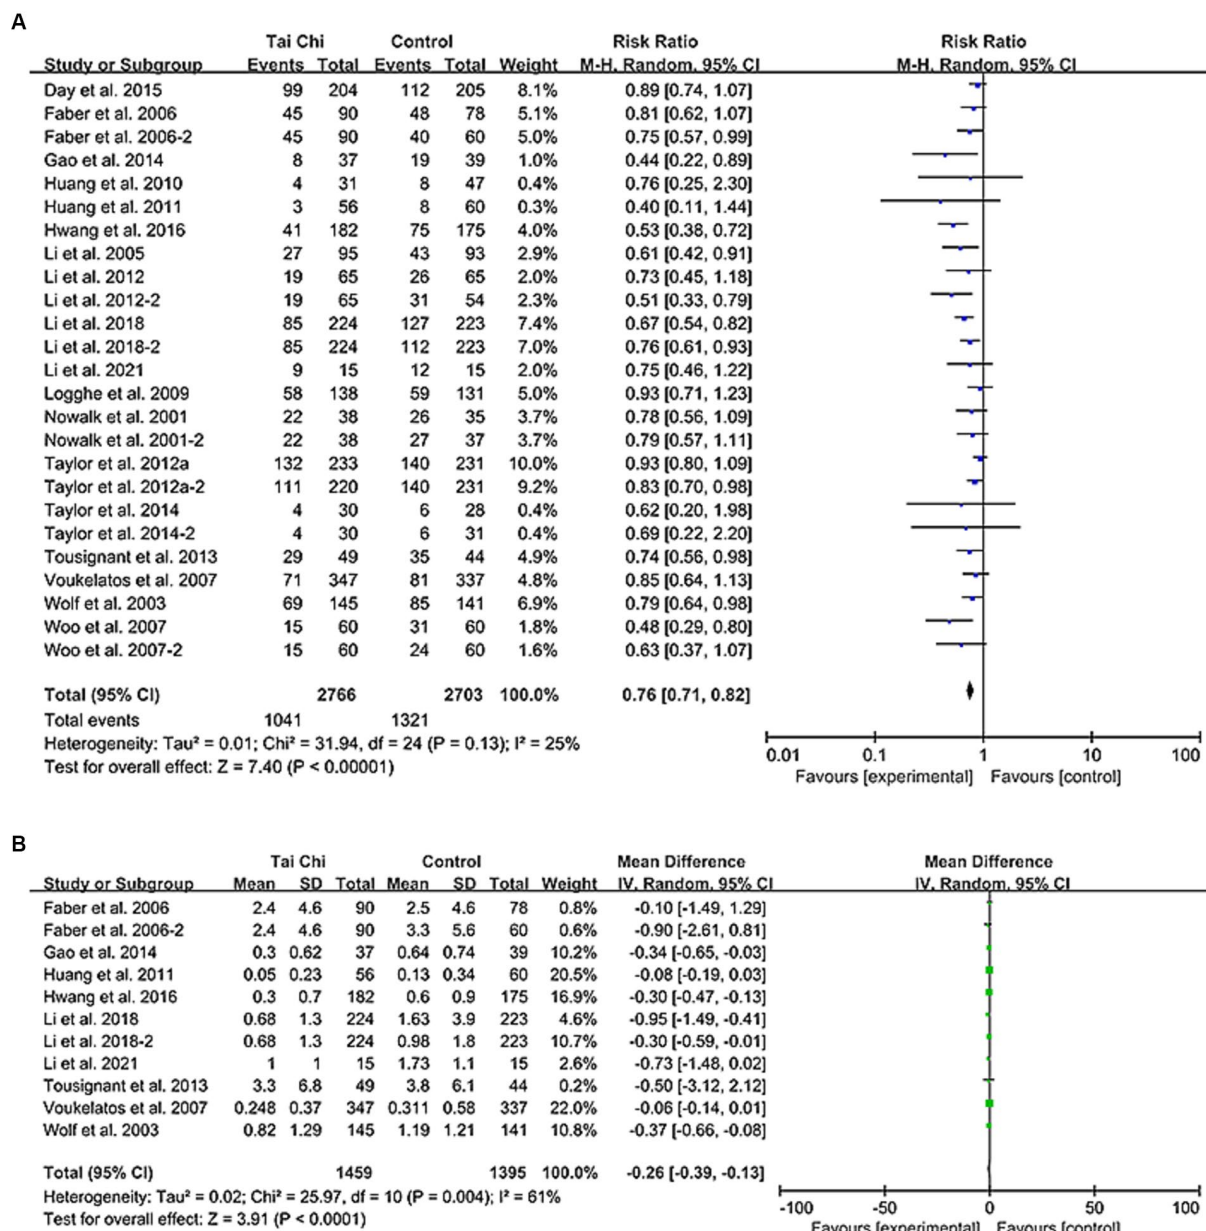 A
Tai Chi Control Risk Ratio Risk Ratio
Study or Subgroup Events Total Events Total Weight M-H, Random, 95% CI M-H, Random, 95% CI
Day et al. 2015 99 204 112 205 8.1% 0.89 [0.74, 1.07]
Faber et al. 2006 45 90 48 78 5.1% 0.81 [0.62, 1.07]
Faber et al. 2006-2 45 90 40 60 5.0% 0.75 [0.57, 0.99]
Gao et al. 2014 8 37 19 39 1.0% 0.44 [0.22, 0.89]
Huang et al. 2010 4 31 8 47 0.4% 0.76 [0.25, 2.30]
Huang et al. 2011 3 56 8 60 0.3% 0.40 [0.11, 1.44]
Hwang et al. 2016 41 182 75 175 4.0% 0.53 [0.38, 0.72]
Li et al. 2005 27 95 43 93 2.9% 0.61 [0.42, 0.91]
Li et al. 2012 19 65 26 65 2.0% 0.73 [0.45, 1.18]
Li et al. 2012-2 19 65 31 54 2.3% 0.51 [0.33, 0.79]
Li et al. 2018 85 224 127 223 7.4% 0.67 [0.54, 0.82]
Li et al. 2018-2 85 224 112 223 7.0% 0.76 [0.61, 0.93]
Li et al. 2021 9 15 12 15 2.0% 0.75 [0.46, 1.22]
Logghe et al. 2009 58 138 59 131 5.0% 0.93 [0.71, 1.23]
Nowalk et al. 2001 22 38 26 35 3.7% 0.78 [0.56, 1.09]
Nowalk et al. 2001-2 22 38 27 37 3.7% 0.79 [0.57, 1.11]
Taylor et al. 2012a 132 233 140 231 10.0% 0.93 [0.80, 1.09]
Taylor et al. 2012a-2 111 220 140 231 9.2% 0.83 [0.70, 0.98]
Taylor et al. 2014 4 30 6 28 0.4% 0.62 [0.20, 1.98]
Taylor et al. 2014-2 4 30 6 31 0.4% 0.69 [0.22, 2.20]
Tousignant et al. 2013 29 49 35 44 4.9% 0.74 [0.56, 0.98]
Voukelatos et al. 2007 71 347 81 337 4.8% 0.85 [0.64, 1.13]
Wolf et al. 2003 69 145 85 141 6.9% 0.79 [0.64, 0.98]
Woo et al. 2007 15 60 31 60 1.8% 0.48 [0.29, 0.80]
Woo et al. 2007-2 15 60 24 60 1.6% 0.63 [0.37, 1.07]
Total (95% CI) 2766 2703 100.0% 0.76 [0.71, 0.82]
Total events 1041 1321
Heterogeneity: Tau² = 0.01; Chi² = 31.94, df = 24 (P = 0.13); I² = 25%
Test for overall effect: Z = 7.40 (P < 0.00001)
0.01 0.1 1 10 100
Favours [experimental] Favours [control]
B
Tai Chi Control Mean Difference Mean Difference
Study or Subgroup Mean SD Total Mean SD Total Weight IV, Random, 95% CI IV, Random, 95% CI
Faber et al. 2006 2.4 4.6 90 2.5 4.6 78 0.8% -0.10 [-1.49, 1.29]
Faber et al. 2006-2 2.4 4.6 90 3.3 5.6 60 0.6% -0.90 [-2.61, 0.81]
Gao et al. 2014 0.3 0.62 37 0.64 0.74 39 10.2% -0.34 [-0.65, -0.03]
Huang et al. 2011 0.05 0.23 56 0.13 0.34 60 20.5% -0.08 [-0.19, 0.03]
Hwang et al. 2016 0.3 0.7 182 0.6 0.9 175 16.9% -0.30 [-0.47, -0.13]
Li et al. 2018 0.68 1.3 224 1.63 3.9 223 4.6% -0.95 [-1.49, -0.41]
Li et al. 2018-2 0.68 1.3 224 0.98 1.8 223 10.7% -0.30 [-0.59, -0.01]
Li et al. 2021 1 1 15 1.73 1.1 15 2.6% -0.73 [-1.48, 0.02]
Tousignant et al. 2013 3.3 6.8 49 3.8 6.1 44 0.2% -0.50 [-3.12, 2.12]
Voukelatos et al. 2007 0.248 0.37 347 0.311 0.58 337 22.0% -0.06 [-0.14, 0.01]
Wolf et al. 2003 0.82 1.29 145 1.19 1.21 141 10.8% -0.37 [-0.66, -0.08]
Total (95% CI) 1459 1395 100.0% -0.26 [-0.39, -0.13]
Heterogeneity: Tau² = 0.02; Chi² = 25.97, df = 10 (P = 0.004); I² = 61%
Test for overall effect: Z = 3.91 (P < 0.0001)
-100 -50 0 50 100
Favours [experimental] Favours [control]